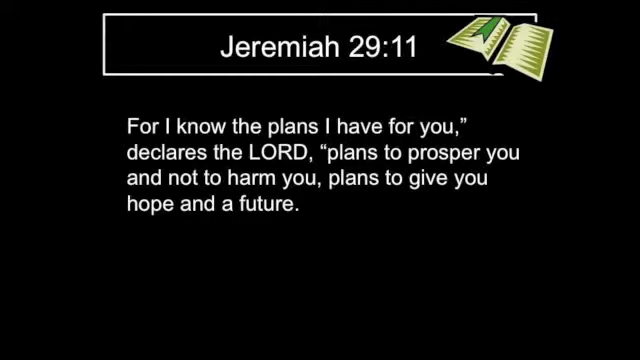 Jeremiah 29:11
For I know the plans I have for you,”
declares the LORD, “plans to prosper you
and not to harm you, plans to give you
hope and a future.